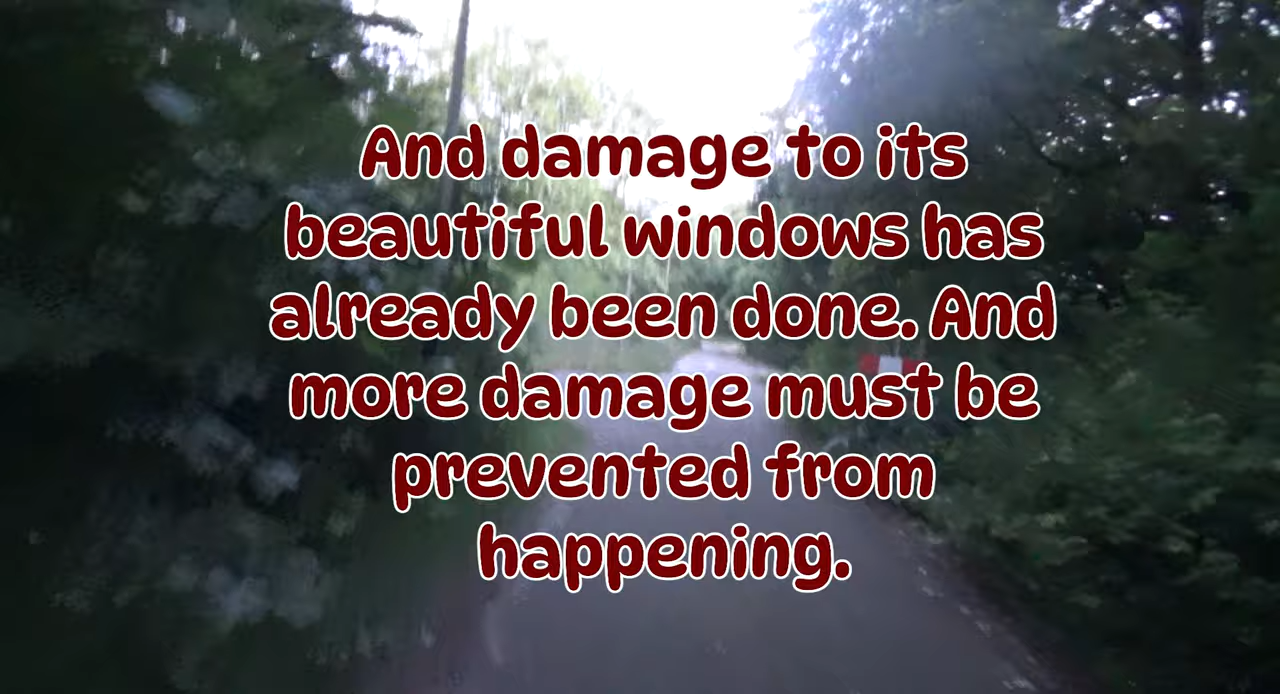 And damage to its
beautiful windows has
already been done. And
more damage must be
prevented from
happening.